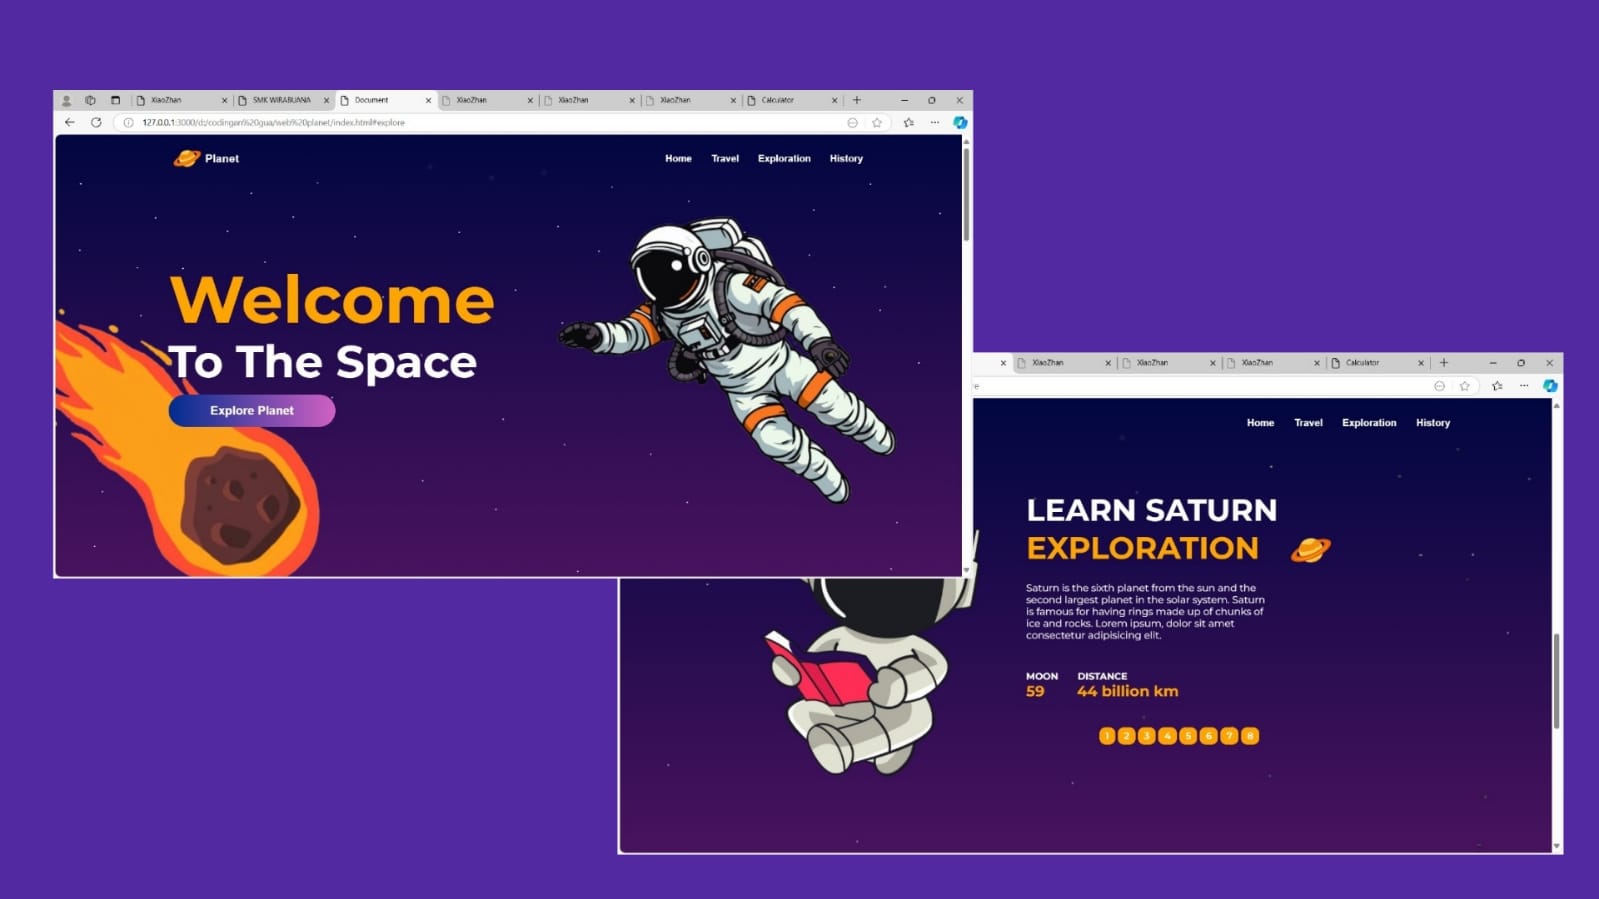 XiaoZhan
SMK WIRABUANA
Document
XiaoZhan
XiaoZhan
XiaoZhan
Calculator
127.0.0.1:3000/d:/codingan%20gua/web%20planet/index.html#explore
Planet
Home
Travel
Exploration
History
Welcome
To The Space
Explore Planet
XiaoZhan
XiaoZhan
XiaoZhan
Calculator
Home
Travel
Exploration
History
LEARN SATURN
EXPLORATION
Saturn is the sixth planet from the sun and the
second largest planet in the solar system. Saturn
is famous for having rings made up of chunks of
ice and rocks. Lorem ipsum, dolor sit amet
consectetur adipisicing elit.
MOON
59
DISTANCE
44 billion km
1 2 3 4 5 6 7 8